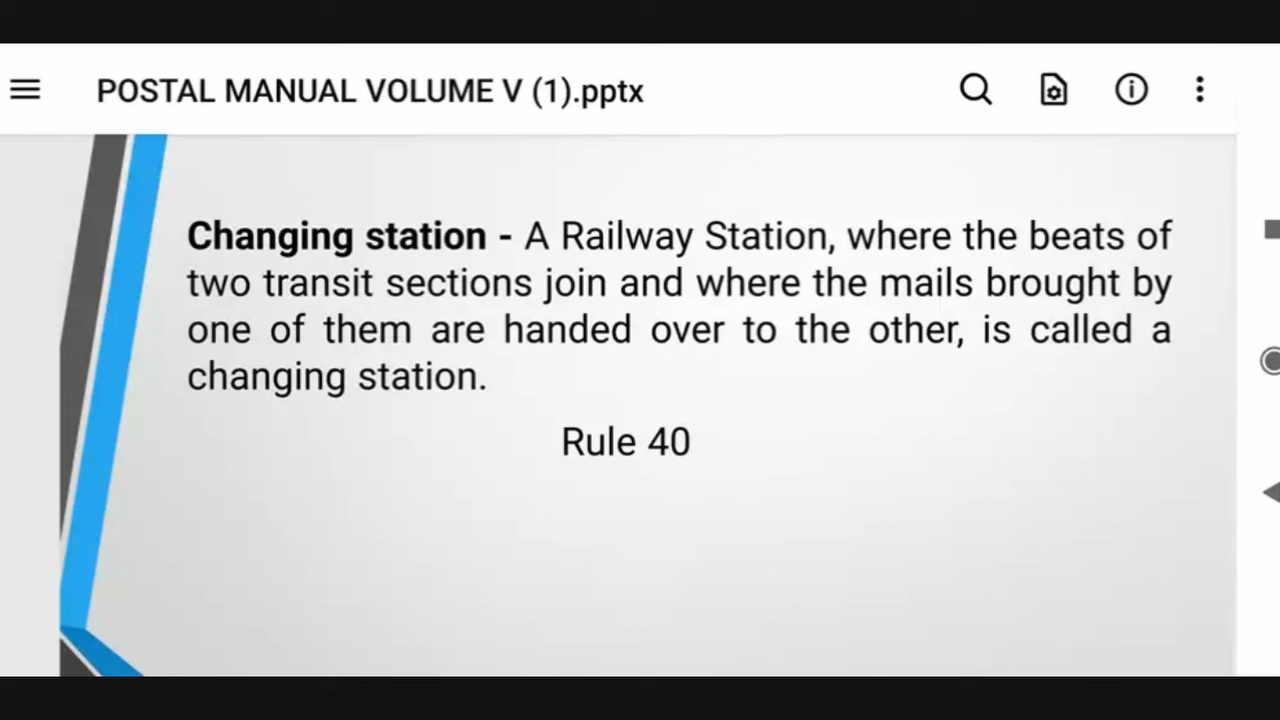 POSTAL MANUAL VOLUME V (1).pptx
Changing station - A Railway Station, where the beats of
two transit sections join and where the mails brought by
one of them are handed over to the other, is called a
changing station.
Rule 40